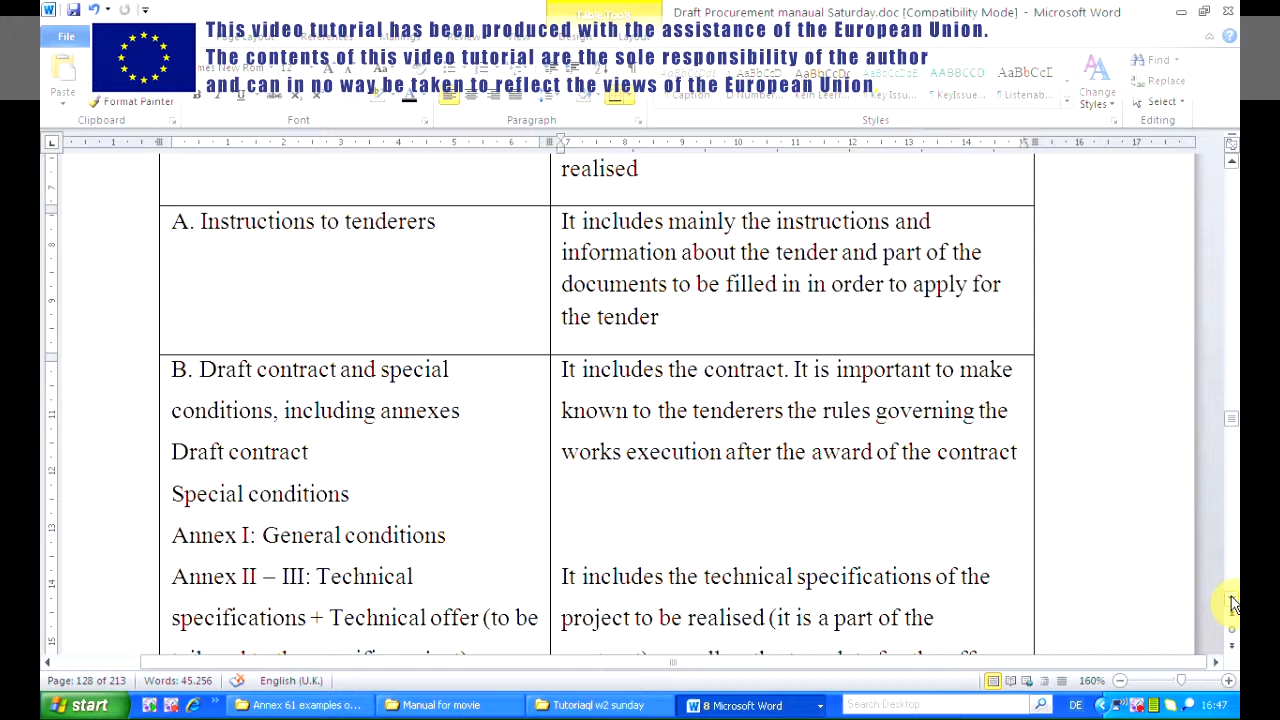 Table Tools
Draft Procurement manaual Saturday.doc [Compatibility Mode] - Microsoft Word
This video tutorial has been produced with the assistance of the European Union.
The contents of this video tutorial are the sole responsibility of the author
and can in no way be taken to reflect the views of the European Union
File
Paste
Format Painter
Find
Replace
Select
Change
Styles
Clipboard
Font
Paragraph
Styles
Editing
realised
A. Instructions to tenderers
It includes mainly the instructions and
information about the tender and part of the
documents to be filled in in order to apply for
the tender
B. Draft contract and special
conditions, including annexes
Draft contract
Special conditions
Annex I: General conditions
Annex II – III: Technical
specifications + Technical offer (to be
It includes the contract. It is important to make
known to the tenderers the rules governing the
works execution after the award of the contract
It includes the technical specifications of the
project to be realised (it is a part of the
Page: 128 of 213
Words: 45.256
English (U.K.)
160%
start
Annex 61 examples o...
Manual for movie
Tutoriaql w2 sunday
8 Microsoft Word
Search Desktop
DE
16:47